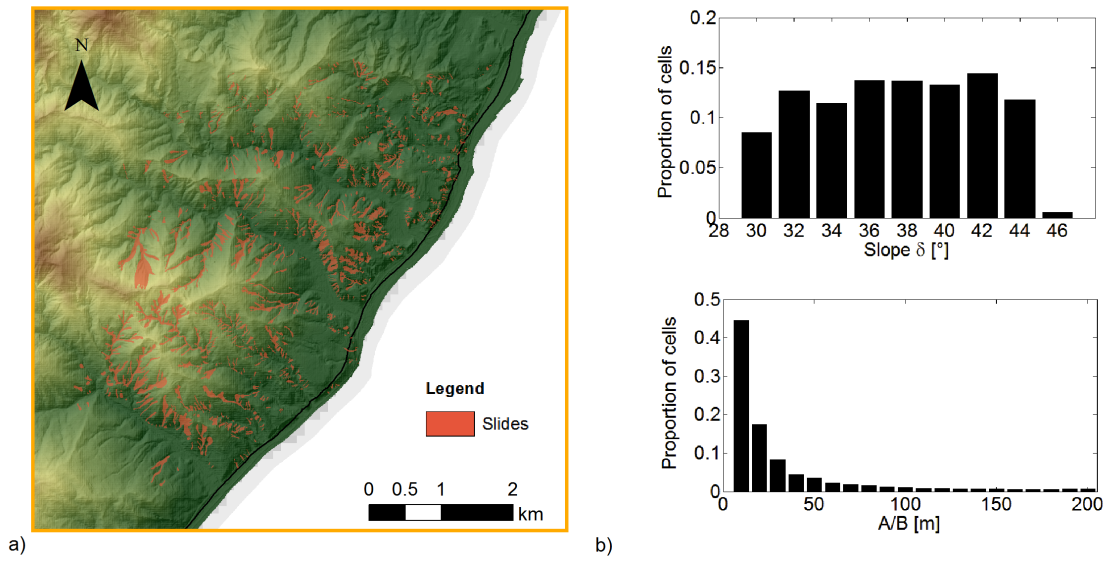 N
Legend
Slides
0 0.5 1 2
km
a)
0.2
0.15
0.1
0.05
0
28 30 32 34 36 38 40 42 44 46
Slope δ [°]
Proportion of cells
0.5
0.4
0.3
0.2
0.1
0
0 50 100 150 200
A/B [m]
Proportion of cells
b)